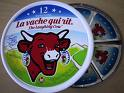 12
La vache qui rit.
The Laughing Cow